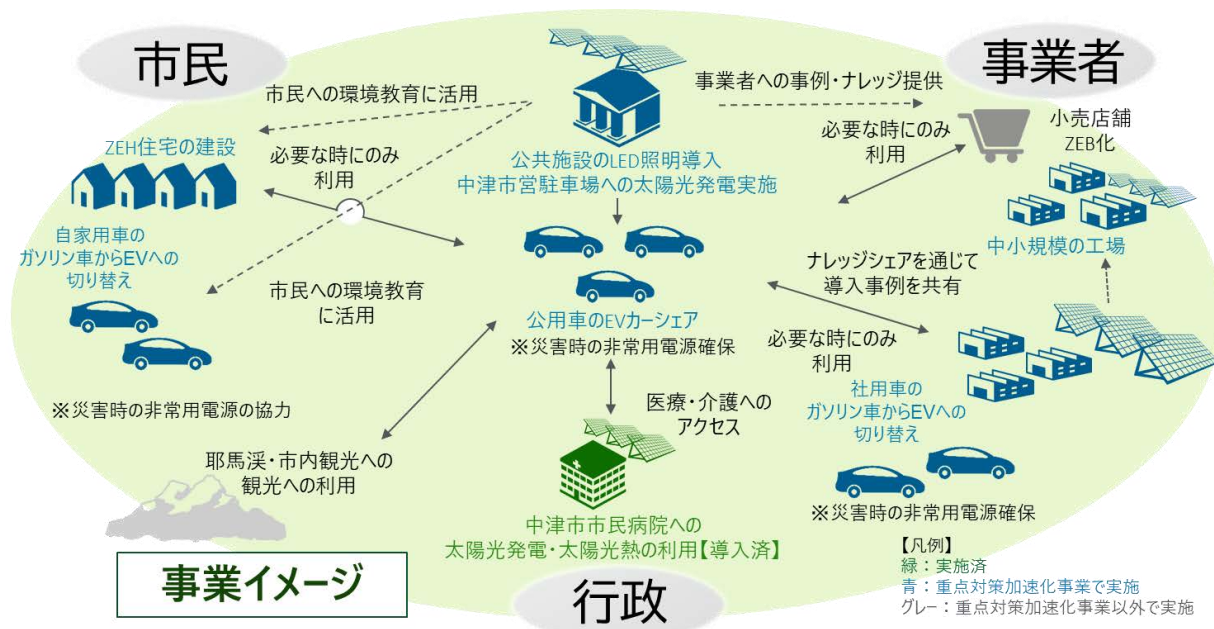 市民
事業者
市民への環境教育に活用
事業者への事例・ナレッジ提供
ZEH住宅の建設
必要な時にのみ
利用
公共施設のLED照明導入
中津市営駐車場への太陽光発電実施
必要な時にのみ
利用
小売店舗
ZEB化
自家用車の
ガソリン車からEVへの
切り替え
中小規模の工場
市民への環境教育
に活用
公用車のEVカーシェア
※災害時の非常用電源確保
ナレッジシェアを通じて
導入事例を共有
必要な時にのみ
利用
※災害時の非常用電源の協力
医療・介護への
アクセス
社用車の
ガソリン車からEVへの
切り替え
耶馬渓・市内観光への
観光への利用
中津市市民病院への
太陽光発電・太陽光熱の利用【導入済】
※災害時の非常用電源確保
事業イメージ
行政
【凡例】
緑：実施済
青：重点対策加速化事業で実施
グレー：重点対策加速化事業以外で実施